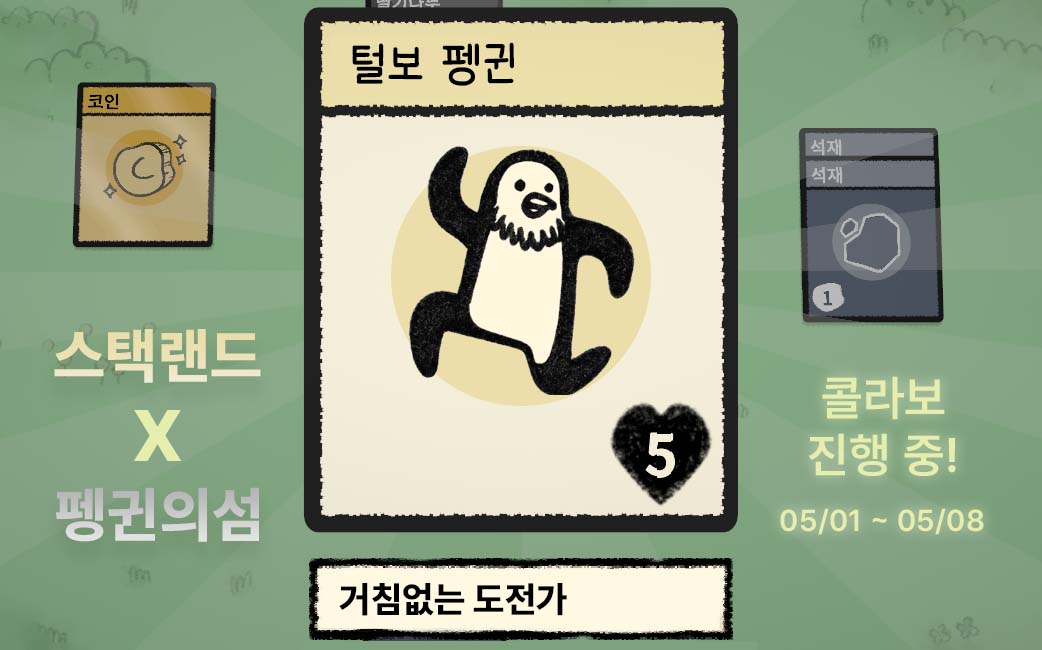 털보 펭귄
코인
C
스택랜드
X
펭귄의섬
5
석재
석재
1
콜라보
진행 중!
05/01 ~ 05/08
거침없는 도전가